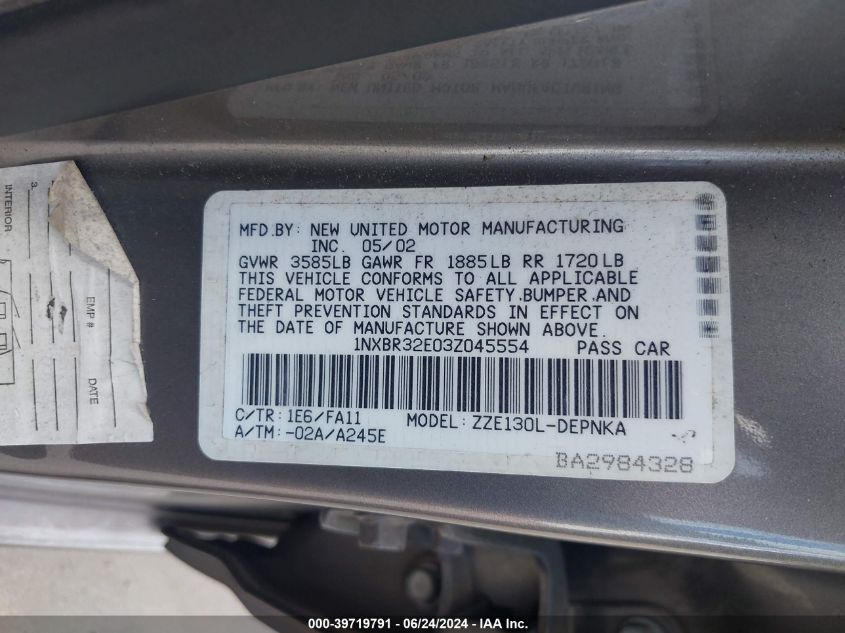 MFD.BY: NEW UNITED MOTOR MANUFACTURING
INC. 05/02
GVWR 3585LB GAWR FR 1885LB RR 1720LB
THIS VEHICLE CONFORMS TO ALL APPLICABLE
FEDERAL MOTOR VEHICLE SAFETY, BUMPER AND
THEFT PREVENTION STANDARDS IN EFFECT ON
THE DATE OF MANUFACTURE SHOWN ABOVE.
1NXBR32E03Z045554 PASS CAR
C/TR: 1E6/FA11 MODEL: ZZE130L-DEPNKA
A/TM: -02A/A245E
BA2984328
INTERIOR
3.
EMP #
DATE
000-39719791 - 06/24/2024 - ZZE Inc.